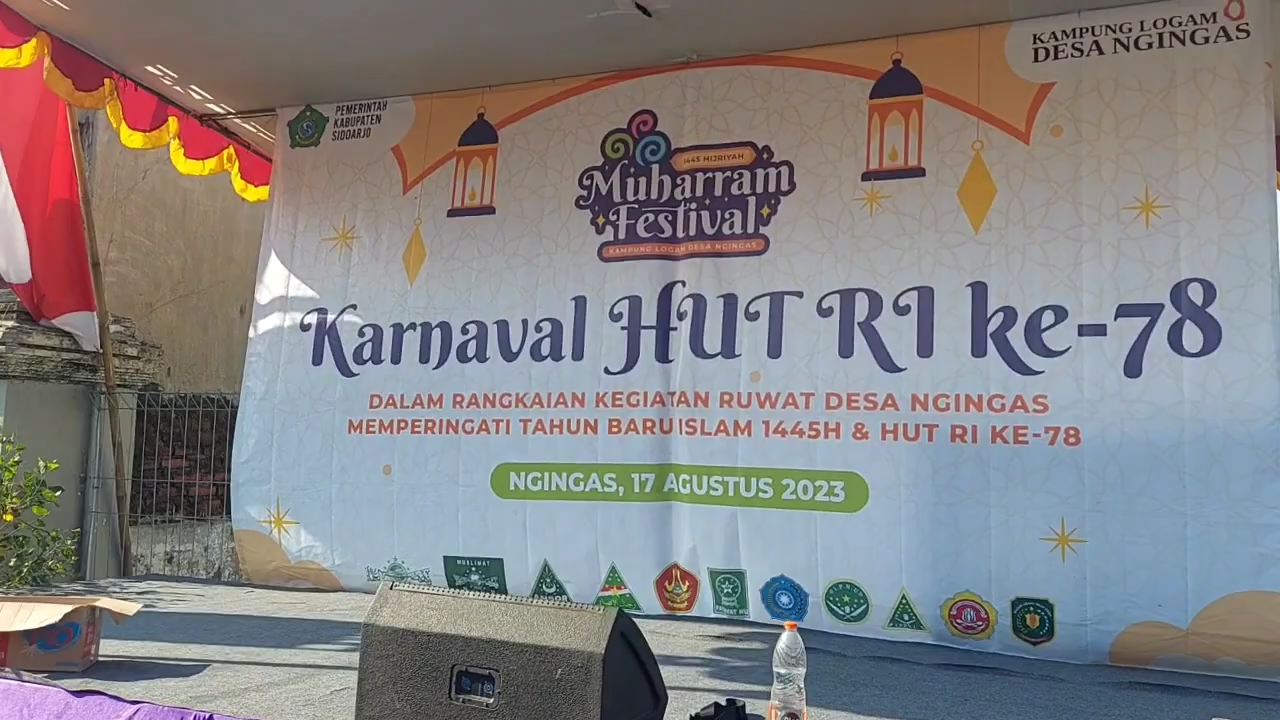 KAMPUNG LOGAM
DESA NGINGAS
PEMERINTAH
KABUPATEN
SIDOARJO
1445 HIJRIYAH
Muharram
Festival
KAMPUNG LOGAM DESA NGINGAS
Karnaval HUT RI ke-78
DALAM RANGKAIAN KEGIATAN RUWAT DESA NGINGAS
MEMPERINGATI TAHUN BARU ISLAM 1445H & HUT RI KE-78
NGINGAS, 17 AGUSTUS 2023
MUSLIMAT